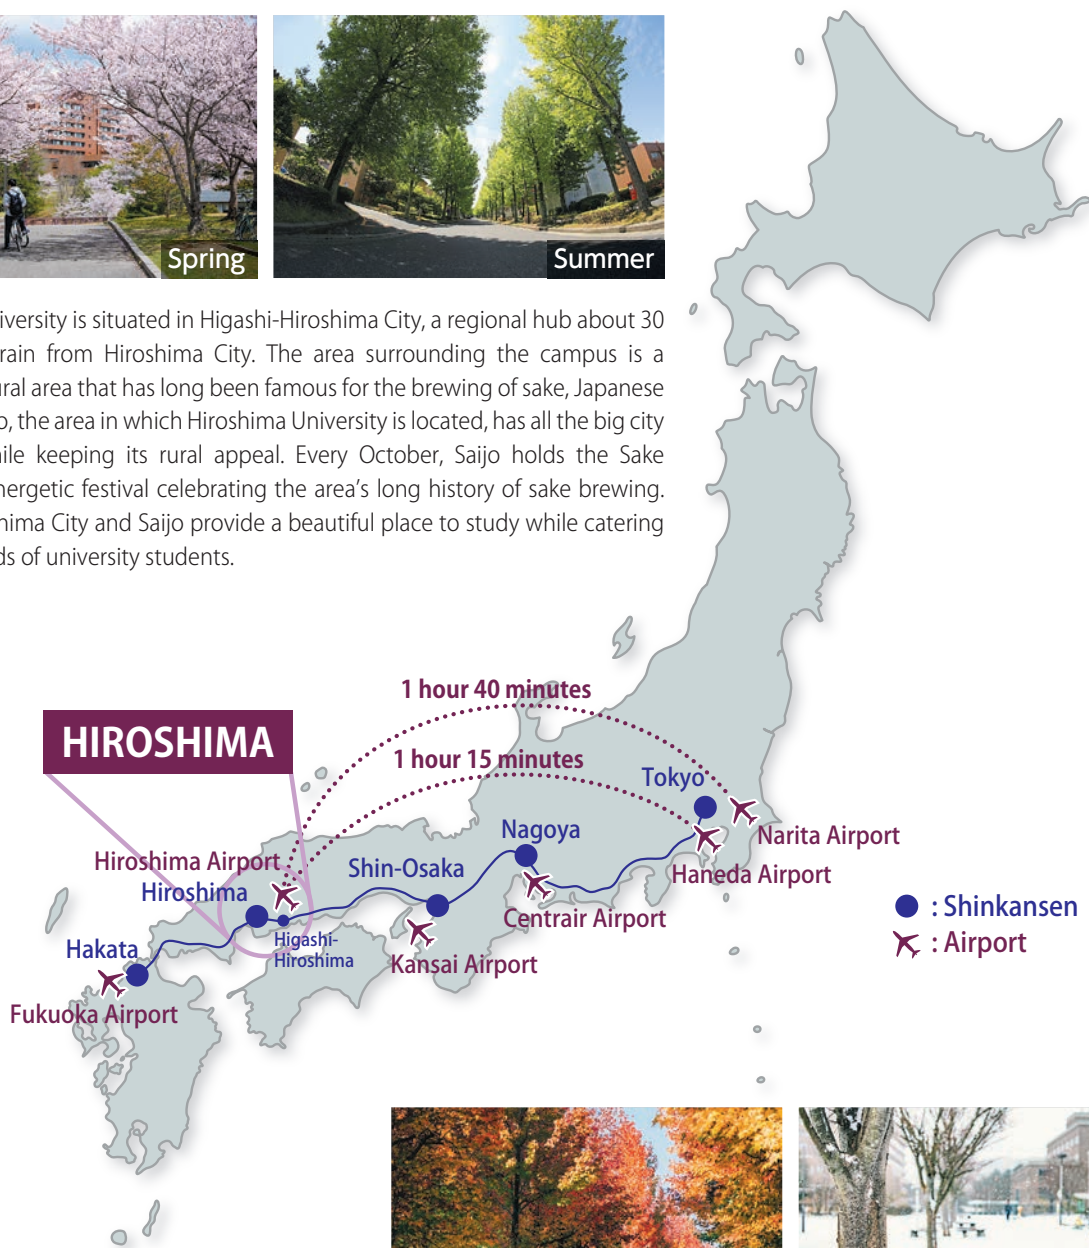 Spring
Summer
iversity is situated in Higashi-Hiroshima City, a regional hub about 30
rain from Hiroshima City. The area surrounding the campus is a
ural area that has long been famous for the brewing of sake, Japanese
o, the area in which Hiroshima University is located, has all the big city
ile keeping its rural appeal. Every October, Saijo holds the Sake
nergetic festival celebrating the area's long history of sake brewing.
hima City and Saijo provide a beautiful place to study while catering
ds of university students.
1 hour 40 minutes
HIROSHIMA
1 hour 15 minutes
Tokyo
Nagoya
Narita Airport
Hiroshima Airport
Shin-Osaka
Haneda Airport
Hiroshima
: Shinkansen
Centrair Airport
Higashi-
Hiroshima
: Airport
Hakata
Kansai Airport
Fukuoka Airport